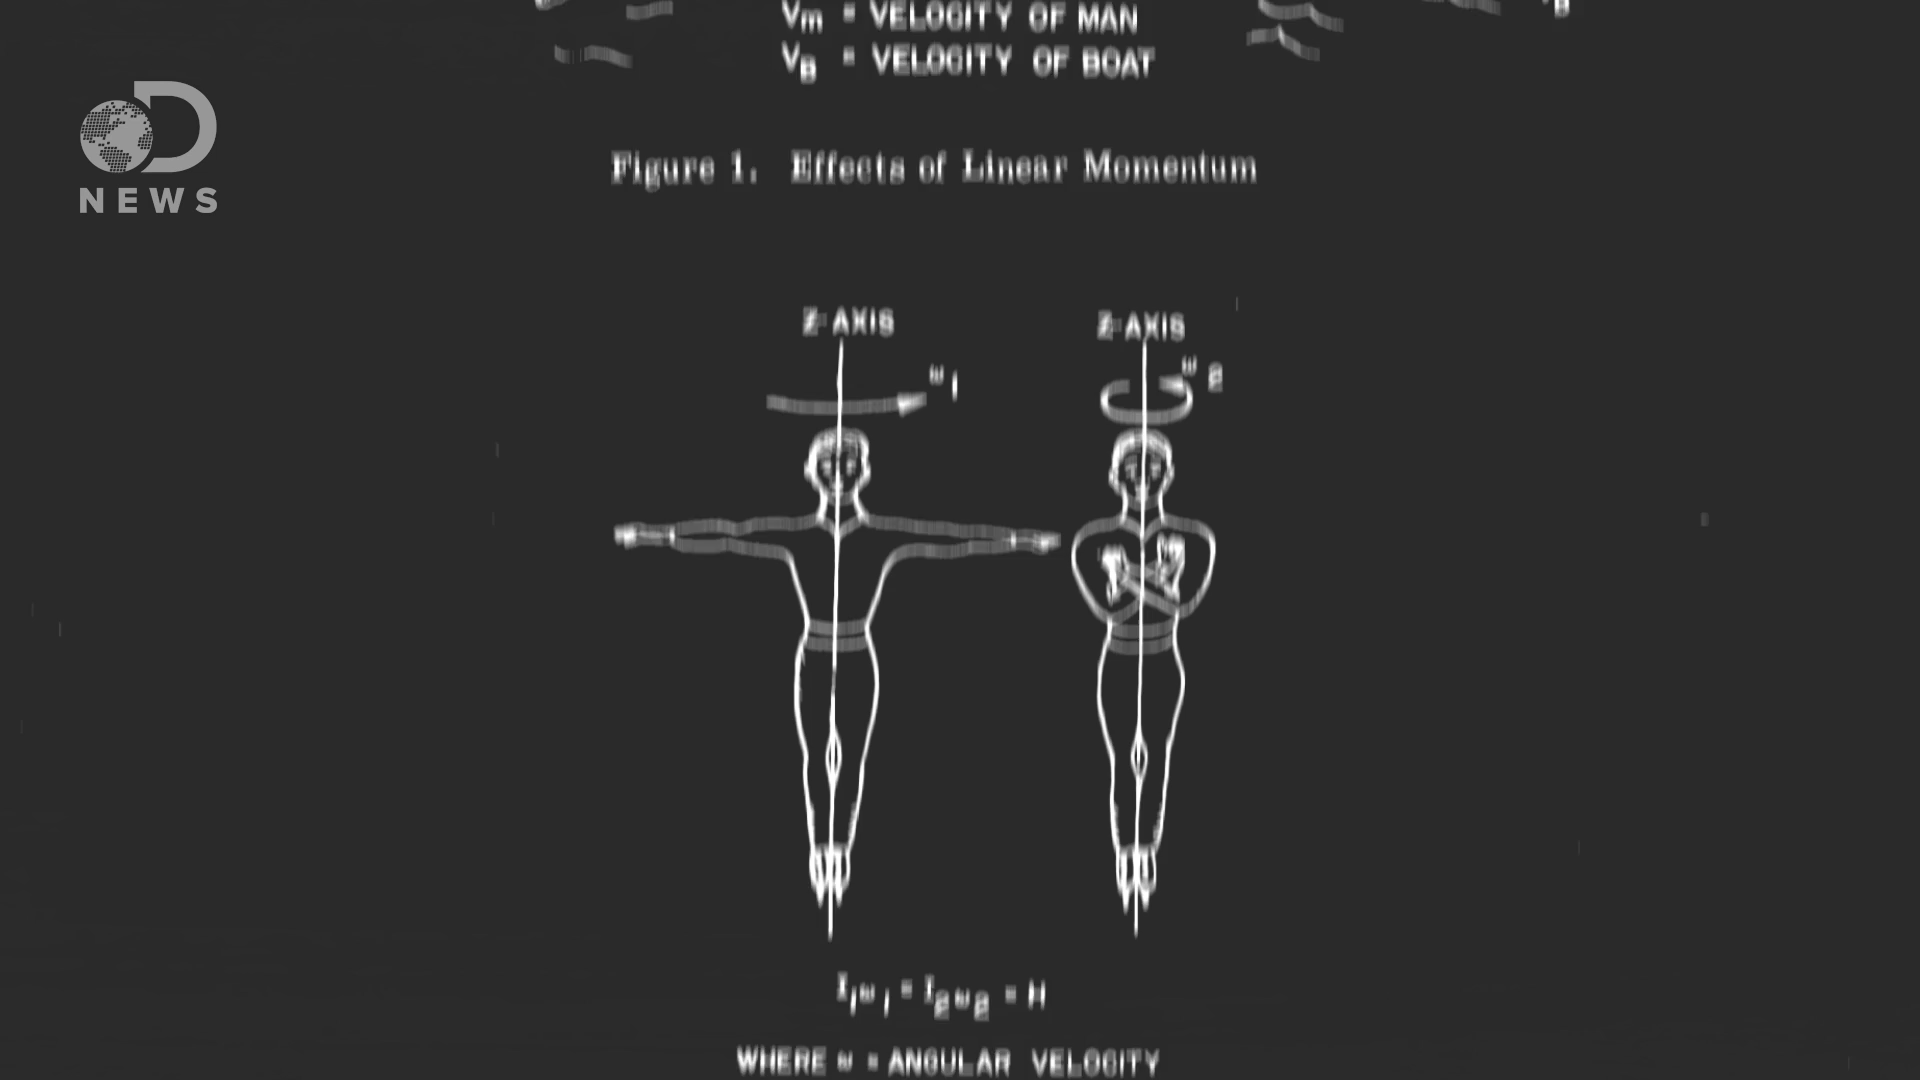 Vm = VELOCITY OF MAN
VB = VELOCITY OF BOAT
B
NEWS
Figure 1. Effects of Linear Momentum
Z-AXIS
Z-AXIS
ω1
ω2
I1ω1 = I2ω2 = H
WHERE ω = ANGULAR VELOCITY